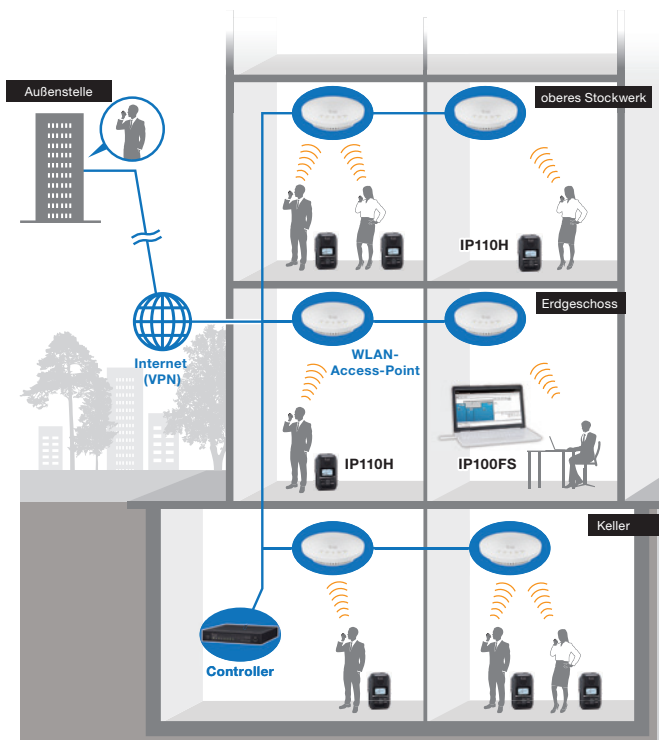 Außenstelle
oberes Stockwerk
IP110H
Erdgeschoss
Internet
(VPN)
WLAN-
Access-Point
IP110H
IP100FS
Keller
Controller